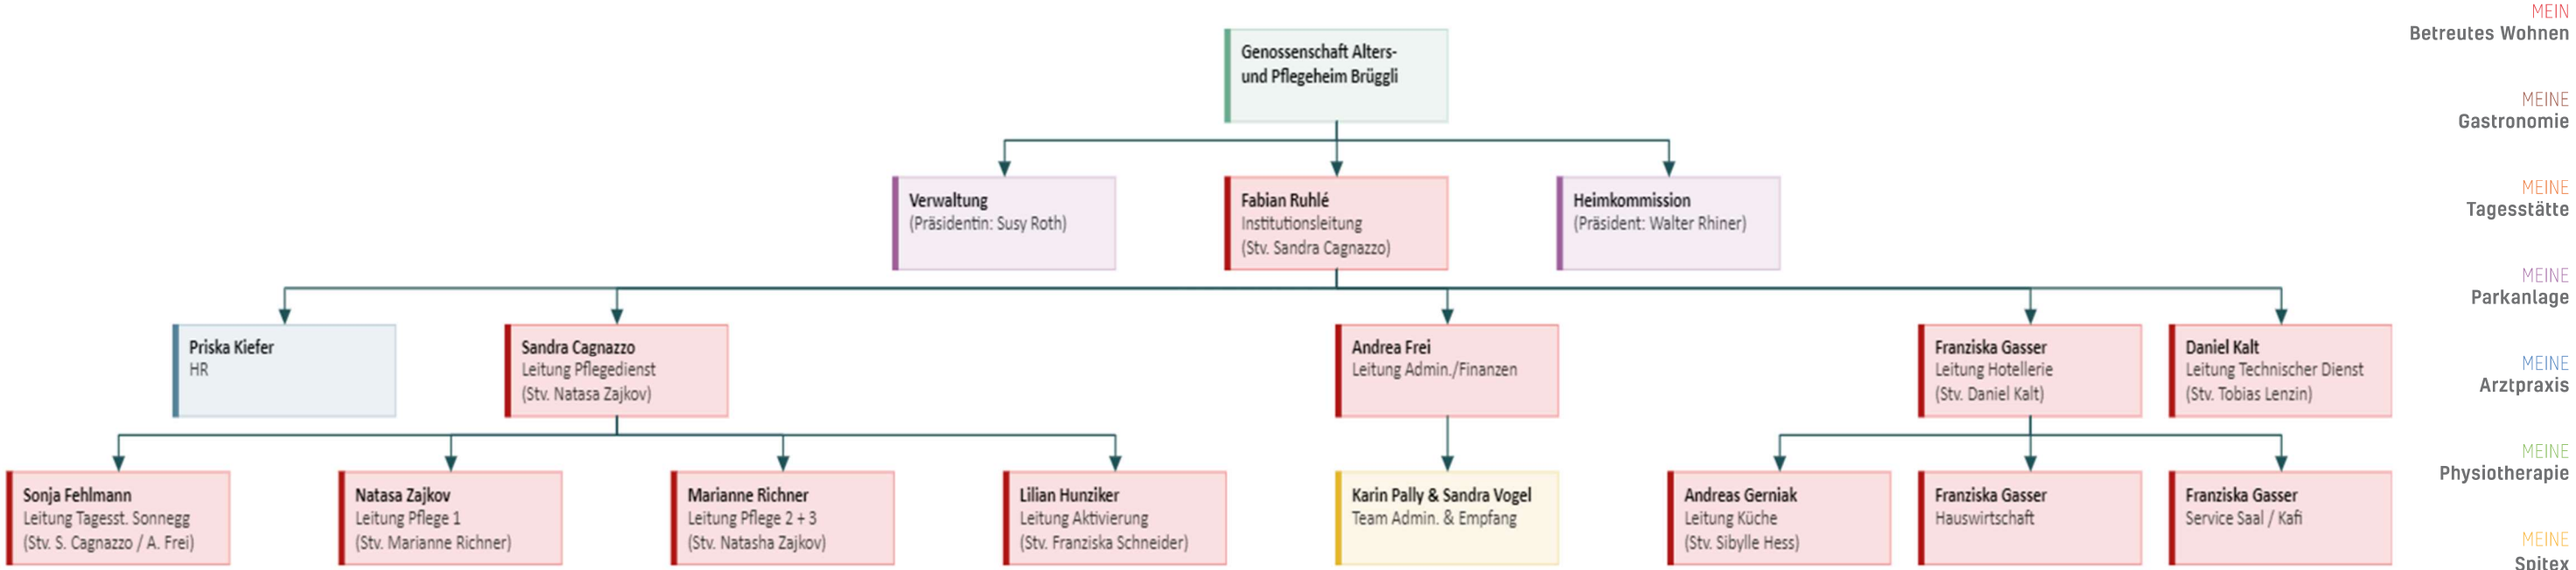 Genossenschaft Alters-
und Pflegeheim Brüggli
Verwaltung
(Präsidentin: Susy Roth)
Fabian Ruhlé
Institutionsleitung
(Stv. Sandra Cagnazzo)
Heimkommission
(Präsident: Walter Rhiner)
Priska Kiefer
HR
Sandra Cagnazzo
Leitung Pflegedienst
(Stv. Natasa Zajkov)
Andrea Frei
Leitung Admin./Finanzen
Franziska Gasser
Leitung Hotellerie
(Stv. Daniel Kalt)
Daniel Kalt
Leitung Technischer Dienst
(Stv. Tobias Lenzin)
Sonja Fehlmann
Leitung Tagesst. Sonnegg
(Stv. S. Cagnazzo / A. Frei)
Natasa Zajkov
Leitung Pflege 1
(Stv. Marianne Richner)
Marianne Richner
Leitung Pflege 2 + 3
(Stv. Natasha Zajkov)
Lilian Hunziker
Leitung Aktivierung
(Stv. Franziska Schneider)
Karin Pally & Sandra Vogel
Team Admin. & Empfang
Andreas Gerniak
Leitung Küche
(Stv. Sibylle Hess)
Franziska Gasser
Hauswirtschaft
Franziska Gasser
Service Saal / Kafi
MEIN
Betreutes Wohnen
MEINE
Gastronomie
MEINE
Tagesstätte
MEINE
Parkanlage
MEINE
Arztpraxis
MEINE
Physiotherapie
MEINE
Spitex